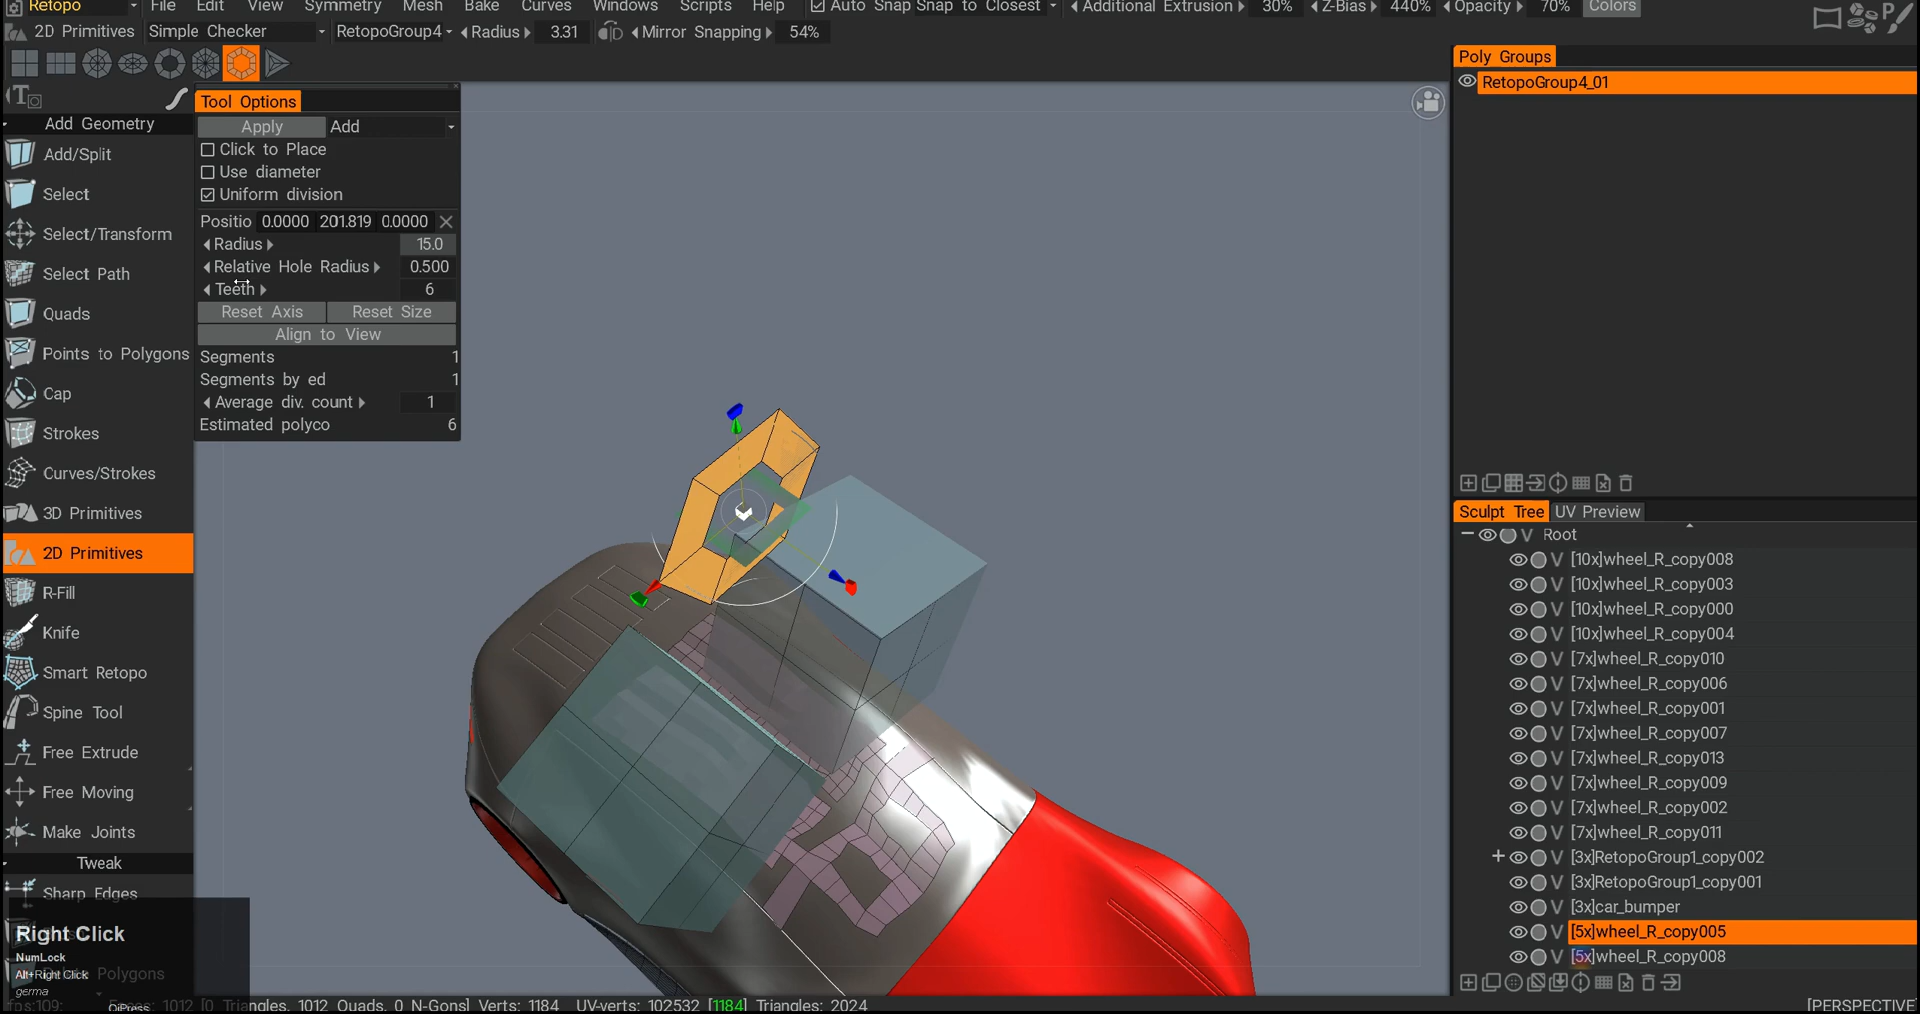 Retopo File Edit View Symmetry Mesh Bake Curves Windows Scripts Help Auto Snap Snap to Closest Additional Extrusion 30% Z-Bias 440% Opacity 70% Colors
2D Primitives Simple Checker RetopoGroup4 Radius 3.31 Mirror Snapping 54%
Add Geometry
Add/Split
Select
Select/Transform
Select Path
Quads
Points to Polygons
Cap
Strokes
Curves/Strokes
3D Primitives
2D Primitives
R-Fill
Knife
Smart Retopo
Spine Tool
Free Extrude
Free Moving
Make Joints
Tweak
Sharp Edges
Polygons
Tool Options
Apply Add
Click to Place
Use diameter
Uniform division
Positio 0.0000 201.819 0.0000
Radius 15.0
Relative Hole Radius 0.500
Teeth 6
Reset Axis Reset Size
Align to View
Segments 1
Segments by ed 1
Average div. count 1
Estimated polyco 6
Right Click
NumLock
Alt+Right Click
germa
fps:109; Faces: 1012 [0 Triangles, 1012 Quads, 0 N-Gons] Verts: 1184 UV-verts: 102532 [1184] Triangles: 2024
[PERSPECTIVE
Poly Groups
RetopoGroup4_01
Sculpt Tree UV Preview
Root
[10x]wheel_R_copy008
[10x]wheel_R_copy003
[10x]wheel_R_copy000
[10x]wheel_R_copy004
[7x]wheel_R_copy010
[7x]wheel_R_copy006
[7x]wheel_R_copy001
[7x]wheel_R_copy007
[7x]wheel_R_copy013
[7x]wheel_R_copy009
[7x]wheel_R_copy002
[7x]wheel_R_copy011
[3x]RetopoGroup1_copy002
[3x]RetopoGroup1_copy001
[3x]car_bumper
[5x]wheel_R_copy005
[5x]wheel_R_copy008